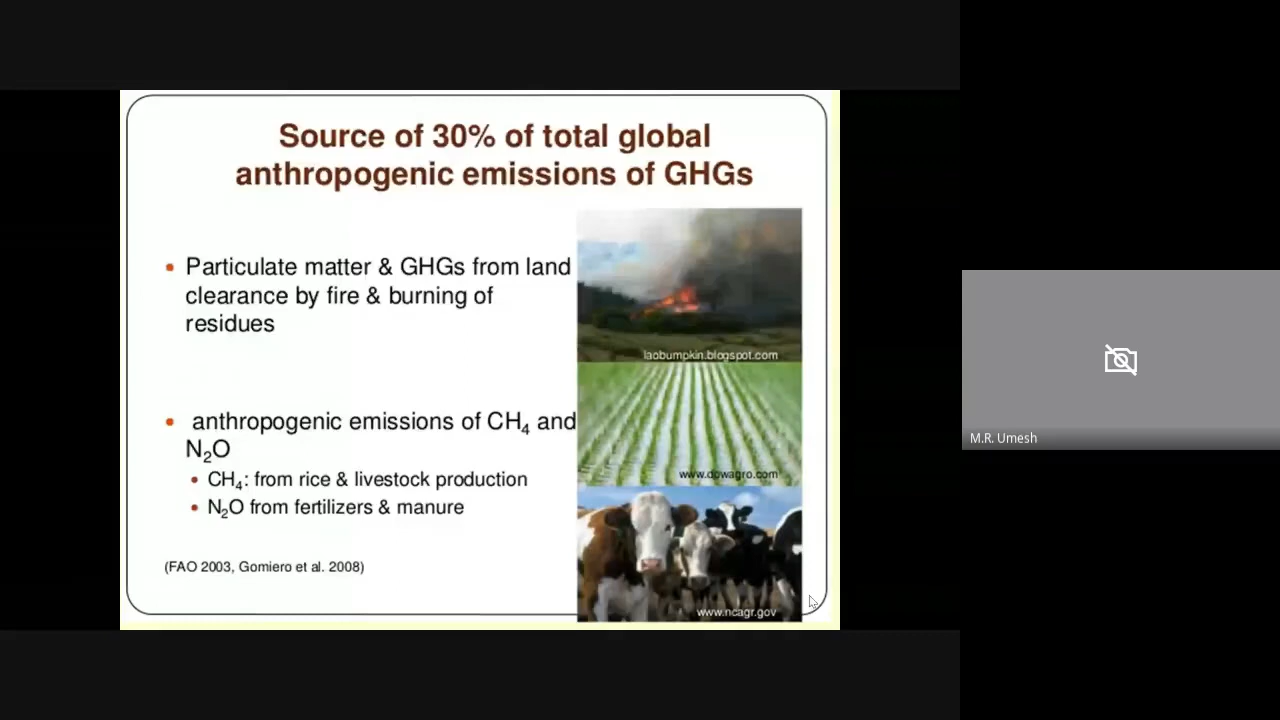 Source of 30% of total global
anthropogenic emissions of GHGs
• Particulate matter & GHGs from land
clearance by fire & burning of
residues
• anthropogenic emissions of CH₄ and
N₂O
• CH₄: from rice & livestock production
• N₂O from fertilizers & manure
(FAO 2003, Gomiero et al. 2008)
laobumpkin.blogspot.com
www.dowagro.com
www.ncagr.gov
M.R. Umesh